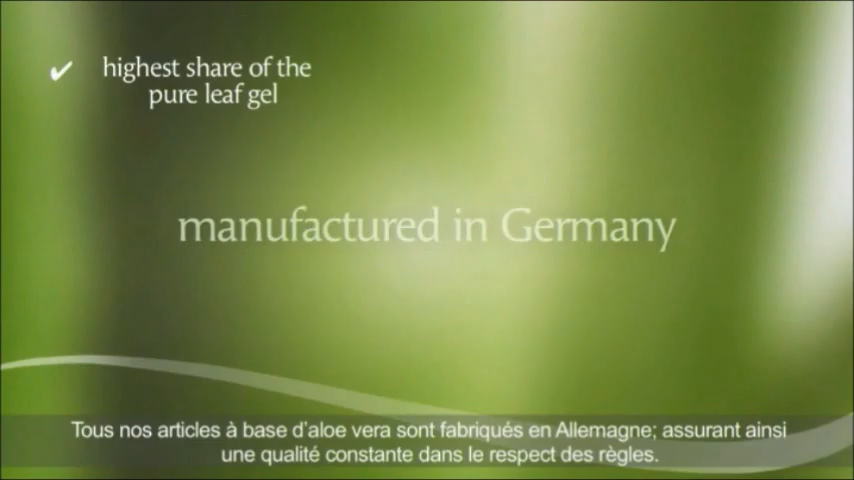 ✔ highest share of the
pure leaf gel
manufactured in Germany
Tous nos articles à base d'aloe vera sont fabriqués en Allemagne; assurant ainsi
une qualité constante dans le respect des règles.